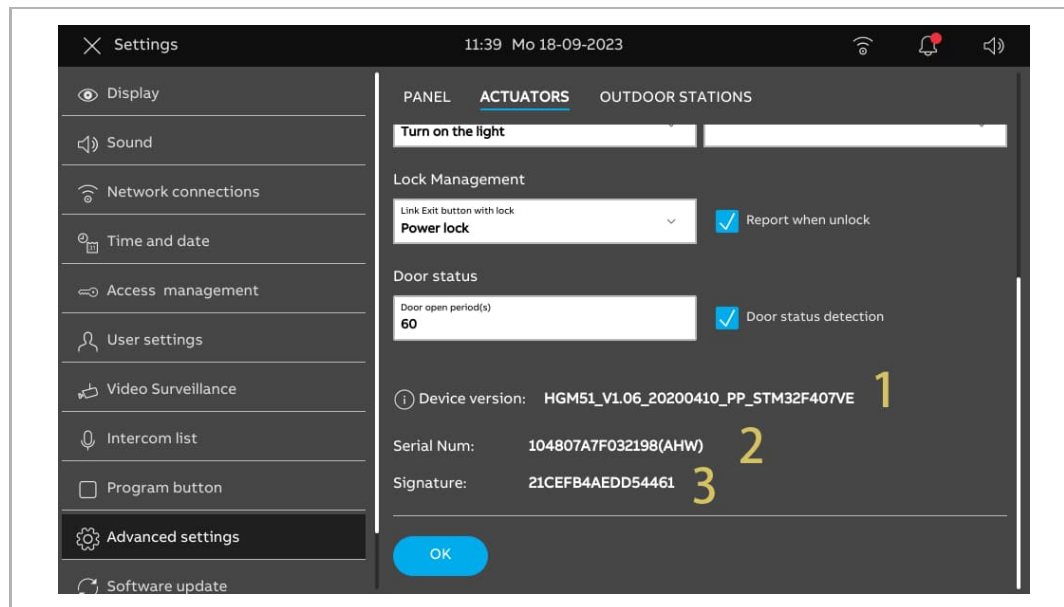 Settings
11:39 Mo 18-09-2023
Display
Sound
Network connections
Time and date
Access management
User settings
Video Surveillance
Intercom list
Program button
Advanced settings
Software update
PANEL ACTUATORS OUTDOOR STATIONS
Turn on the light
Lock Management
Link Exit button with lock
Power lock
Report when unlock
Door status
Door open period(s)
60
Door status detection
Device version: HGM51_V1.06_20200410_PP_STM32F407VE 1
Serial Num: 104807A7F032198(AHW) 2
Signature: 21CEFB4AEDD54461 3
OK